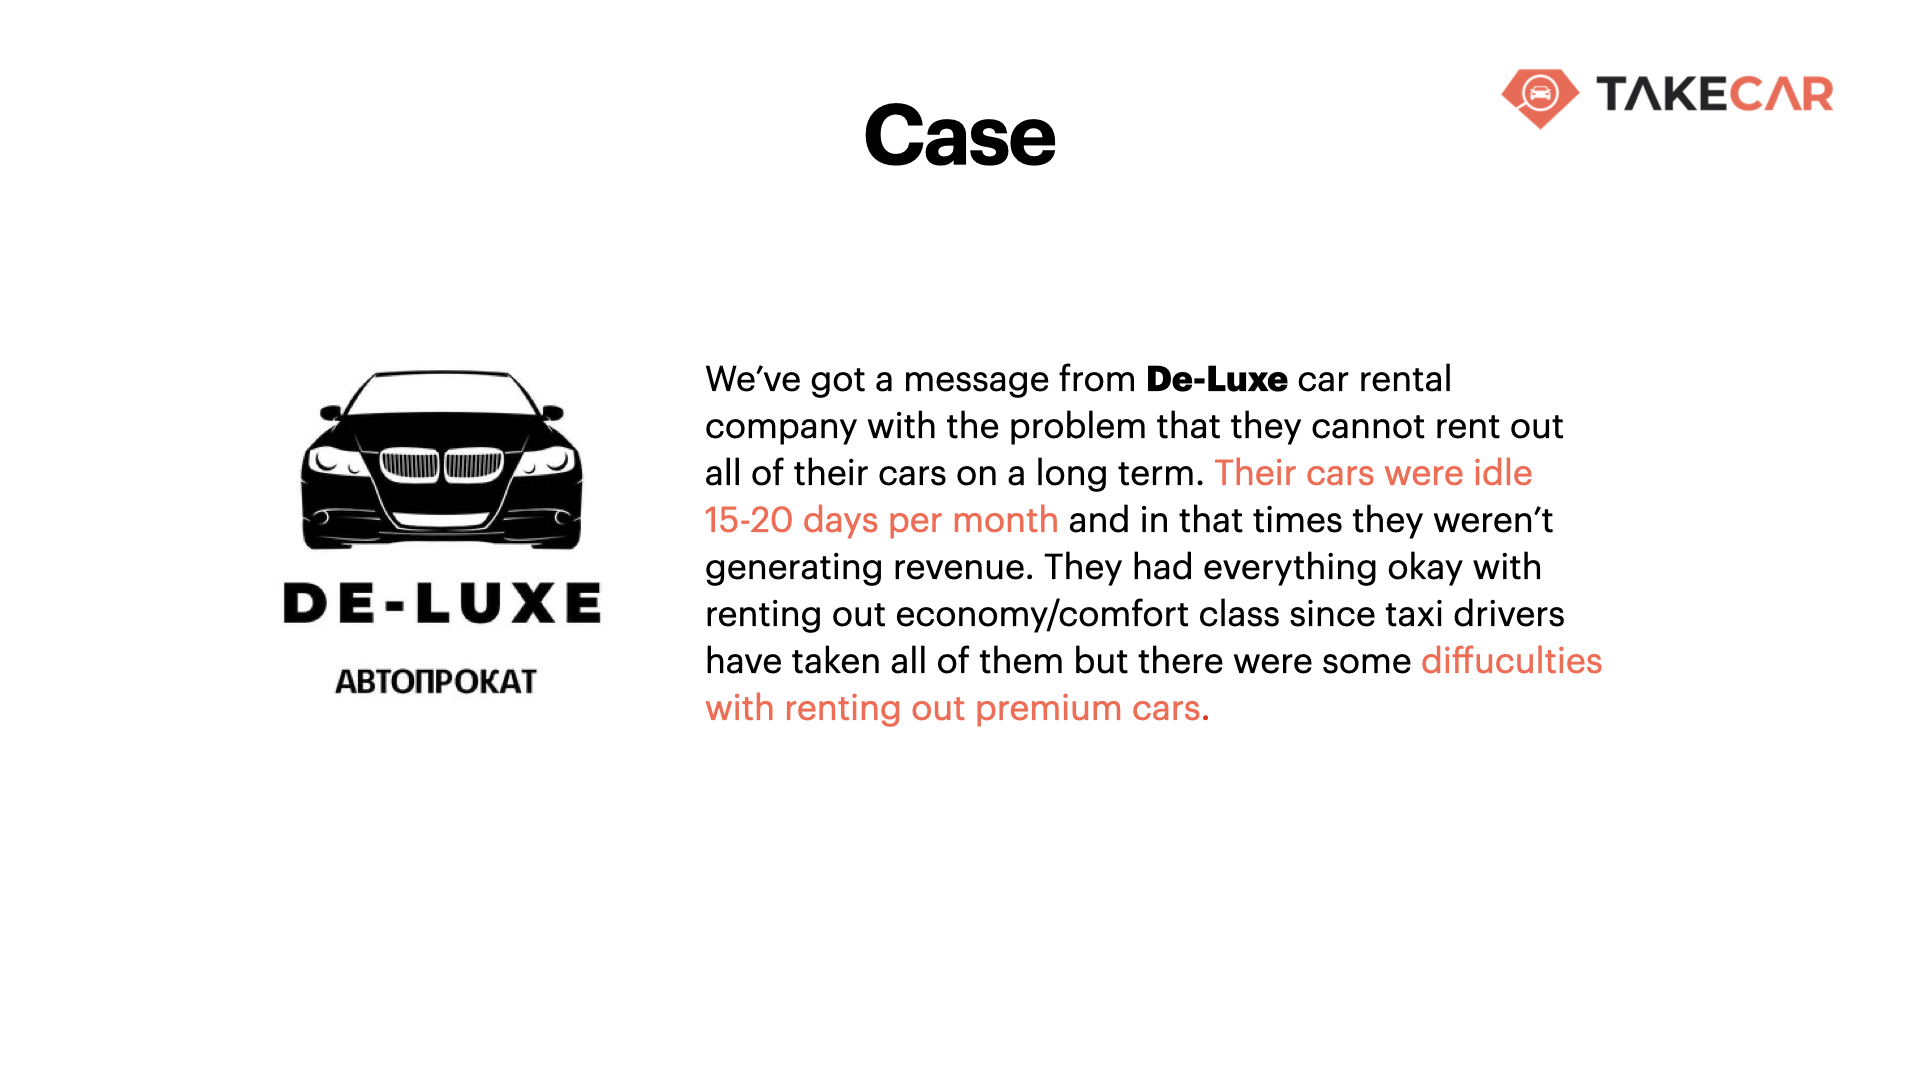 TAKECAR
Case
We’ve got a message from De-Luxe car rental
company with the problem that they cannot rent out
all of their cars on a long term. Their cars were idle
15-20 days per month and in that times they weren’t
generating revenue. They had everything okay with
renting out economy/comfort class since taxi drivers
have taken all of them but there were some diffuculties
with renting out premium cars.
DE-LUXE
АВТОПРОКАТ